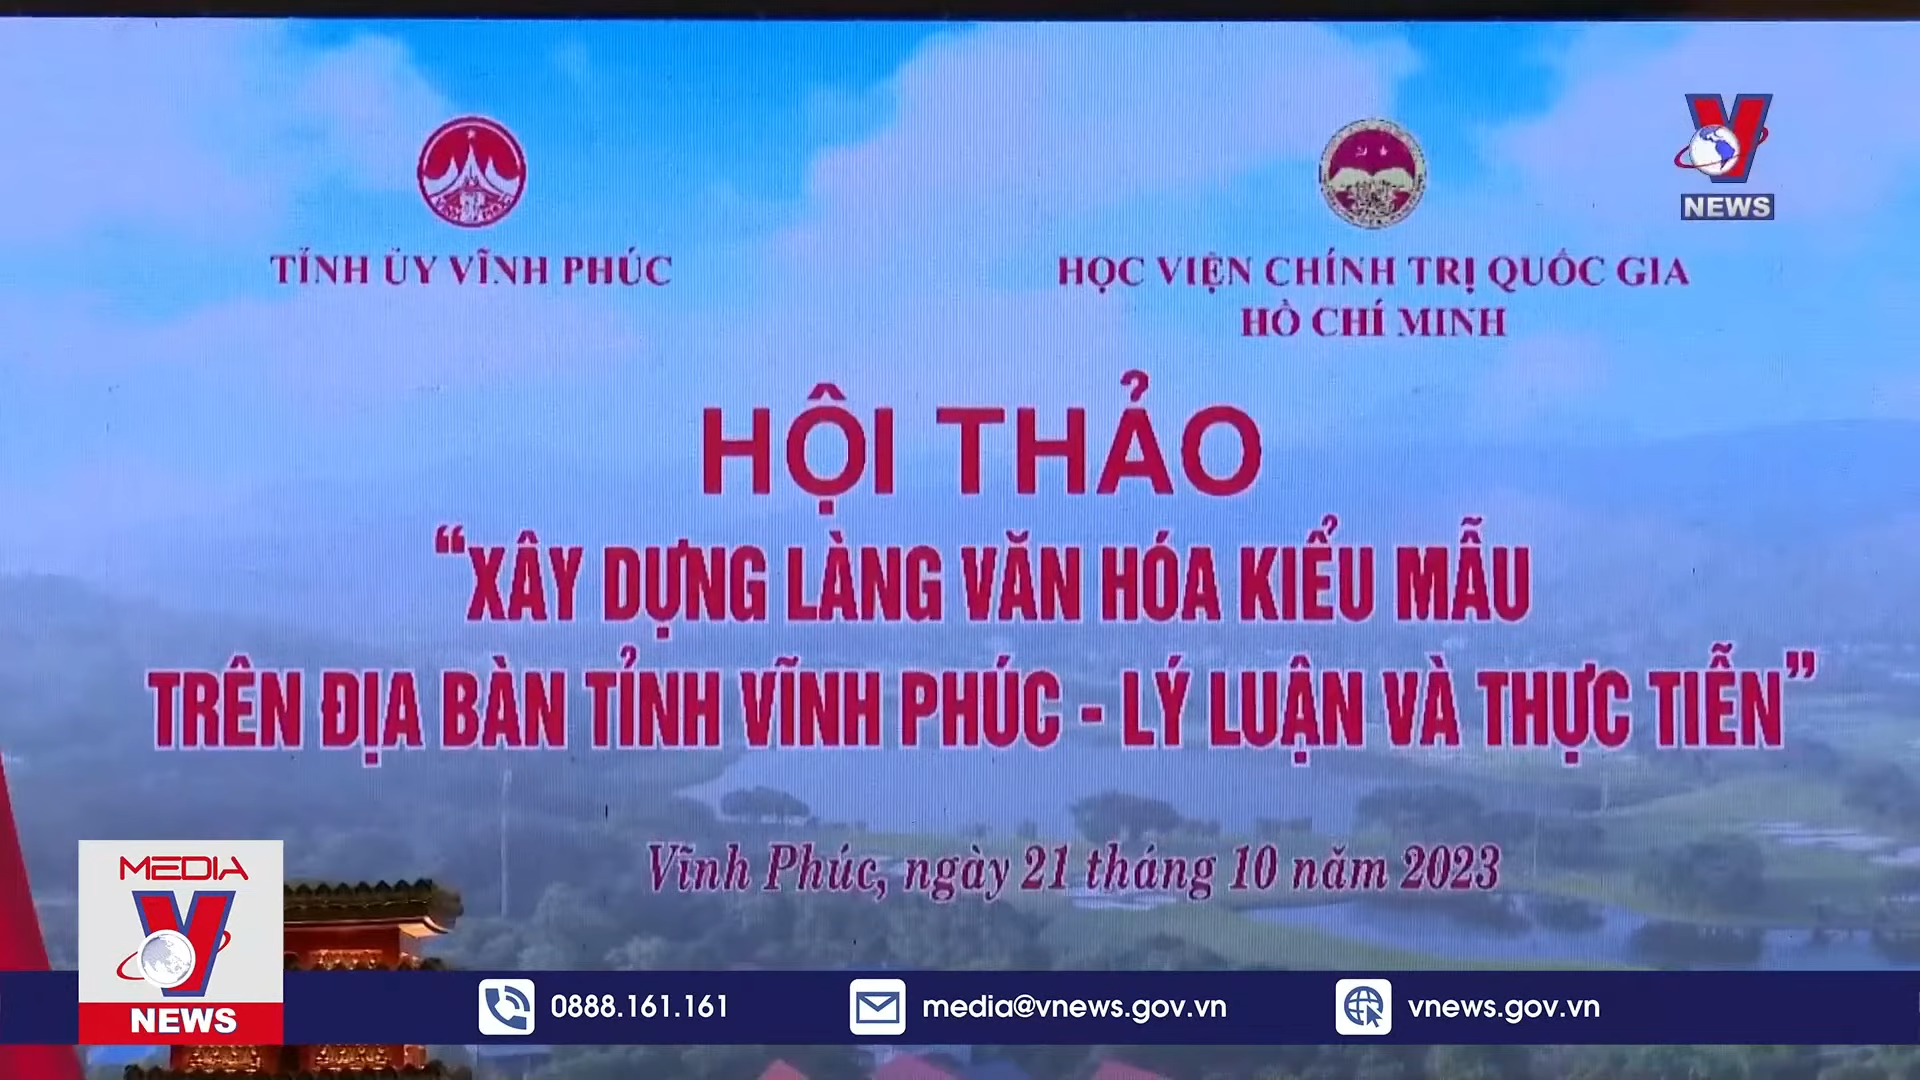 TỈNH ỦY VĨNH PHÚC
HỌC VIỆN CHÍNH TRỊ QUỐC GIA
HỒ CHÍ MINH
NEWS
HỘI THẢO
“XÂY DỰNG LÀNG VĂN HÓA KIỂU MẪU
TRÊN ĐỊA BÀN TỈNH VĨNH PHÚC - LÝ LUẬN VÀ THỰC TIỄN”
Vĩnh Phúc, ngày 21 tháng 10 năm 2023
MEDIA
V
NEWS
0888.161.161
media@vnews.gov.vn
vnews.gov.vn